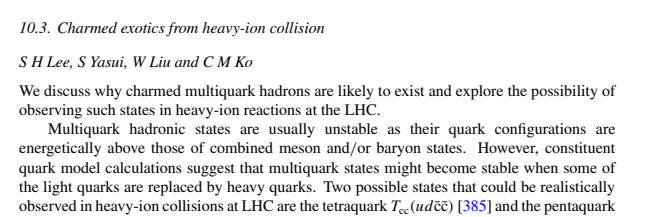 10.3. Charmed exotics from heavy-ion collision
S H Lee, S Yasui, W Liu and C M Ko
We discuss why charmed multiquark hadrons are likely to exist and explore the possibility of
observing such states in heavy-ion reactions at the LHC.
Multiquark hadronic states are usually unstable as their quark configurations are
energetically above those of combined meson and/or baryon states. However, constituent
quark model calculations suggest that multiquark states might become stable when some of
the light quarks are replaced by heavy quarks. Two possible states that could be realistically
observed in heavy-ion collisions at LHC are the tetraquark Tcc(udc̄c̄) [385] and the pentaquark